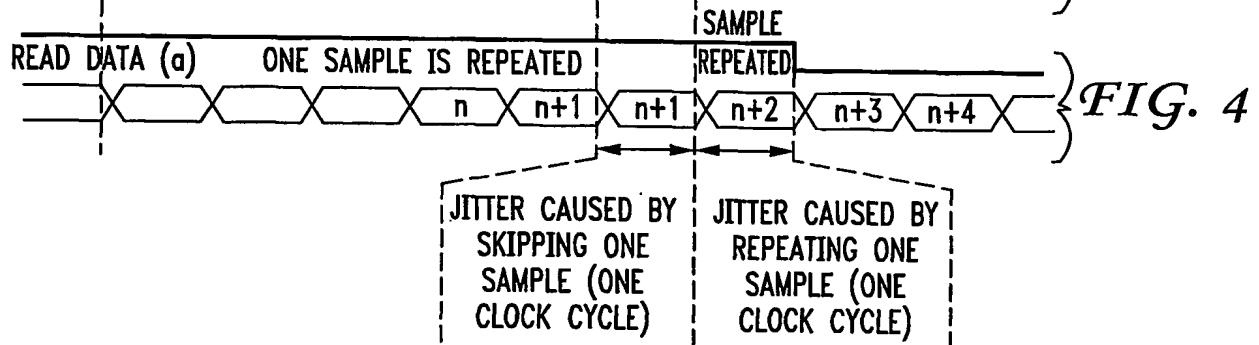 SAMPLE
READ DATA (a) ONE SAMPLE IS REPEATED REPEATED
n n+1 n+1 n+2 n+3 n+4
FIG. 4
JITTER CAUSED BY
SKIPPING ONE
SAMPLE (ONE
CLOCK CYCLE)
JITTER CAUSED BY
REPEATING ONE
SAMPLE (ONE
CLOCK CYCLE)